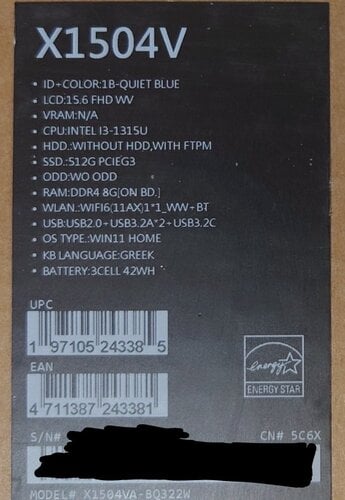 X1504V
• ID+COLOR:1B-QUIET BLUE
• LCD:15.6 FHD WV
• VRAM:N/A
• CPU:INTEL I3-1315U
• HDD.:WITHOUT HDD,WITH FTPM
• SSD.:512G PCIEG3
• ODD:WO ODD
• RAM:DDR4 8G[ON BD.]
• WLAN.:WIFI6(11AX)1*1_WW+BT
• USB:USB2.0+USB3.2A*2+USB3.2C
• OS TYPE.:WIN11 HOME
• KB LANGUAGE:GREEK
• BATTERY:3CELL 42WH
UPC
1 97105 24338 5
EAN
4 711387 243381
energy
ENERGY STAR
S/N# CN# 5C6X
MODEL# X1504VA-BQ322W